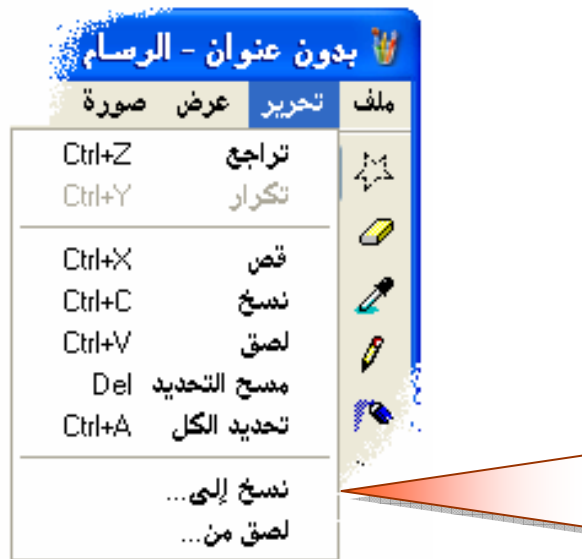 بدون عنوان - الرسام
ملف تحرير عرض صورة
تراجع Ctrl+Z
تكرار Ctrl+Y
قص Ctrl+X
نسخ Ctrl+C
لصق Ctrl+V
مسح التحديد Del
تحديد الكل Ctrl+A
نسخ إلى...
لصق من...